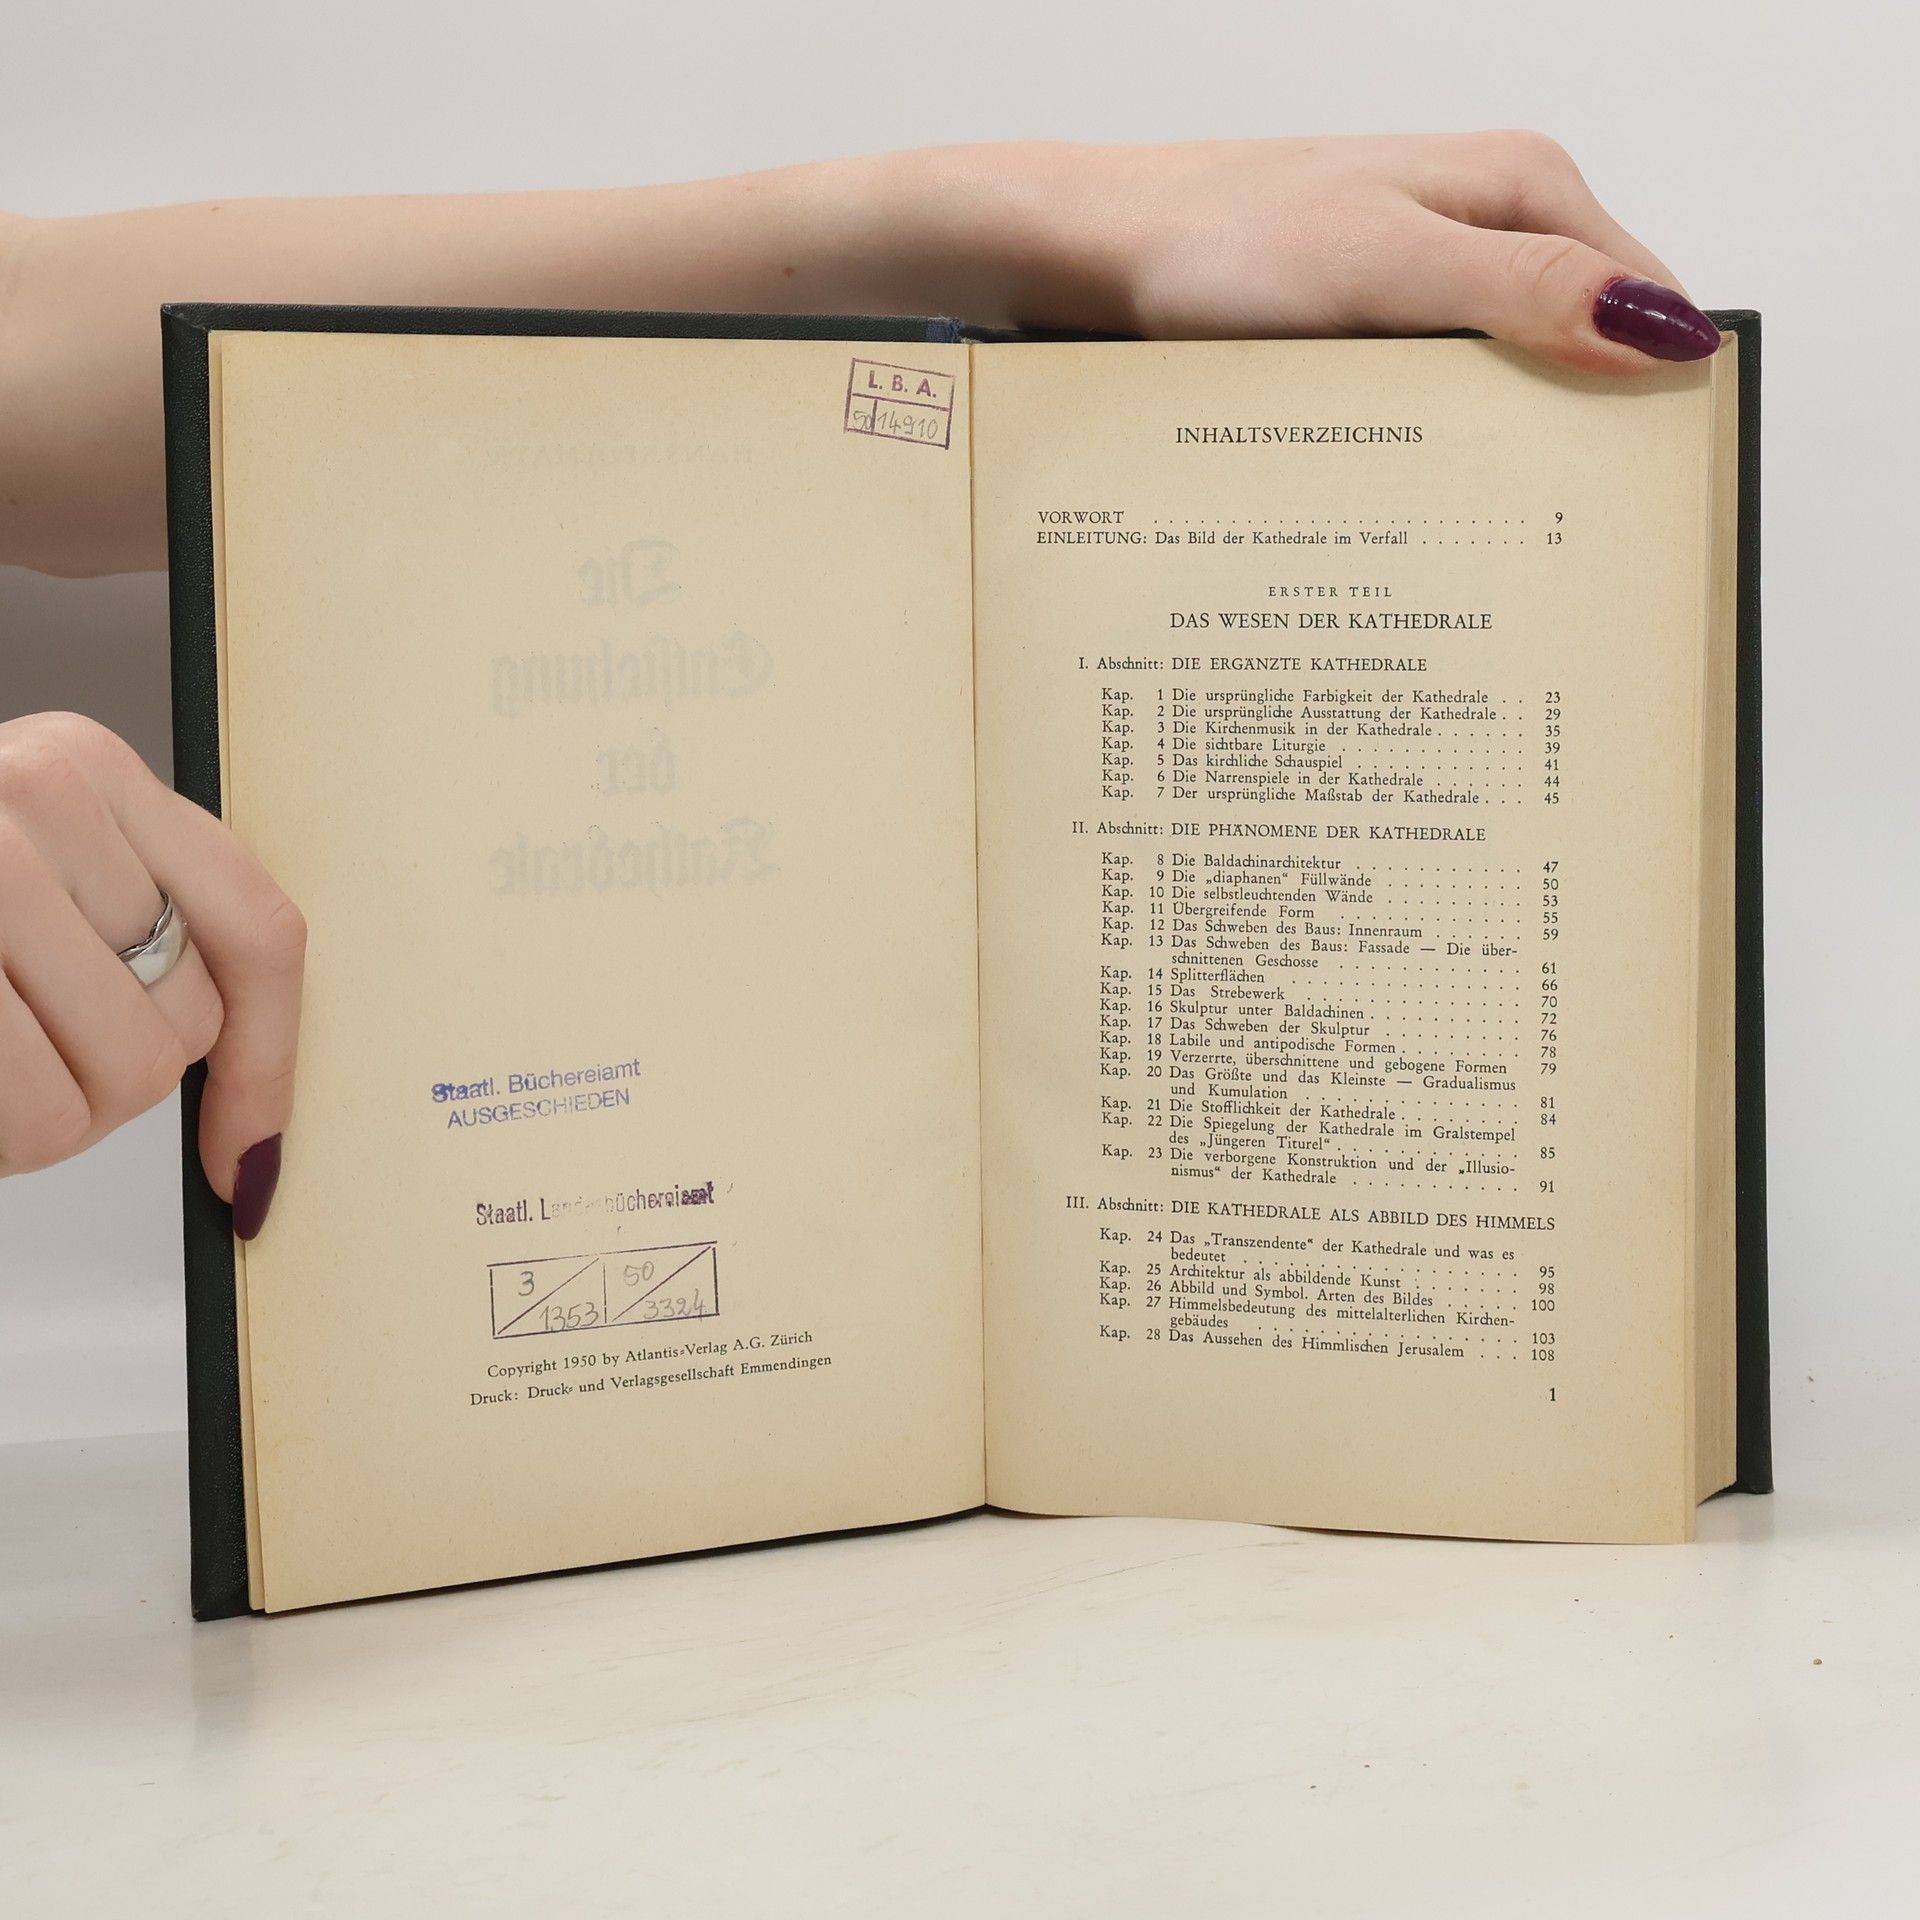 L. B. A.
50 14910
Staatl. Büchereiamt
AUSGESCHIEDEN
Staatl. Landesbüchereiamt
3 50
1353 3324
Copyright 1950 by Atlantis-Verlag A.G. Zürich
Druck: Druck- und Verlagsgesellschaft Emmendingen
INHALTSVERZEICHNIS
VORWORT . . . . . . . . . . . . . . . . . . . . . . . . . 9
EINLEITUNG: Das Bild der Kathedrale im Verfall . . . . . . . 13
ERSTER TEIL
DAS WESEN DER KATHEDRALE
I. Abschnitt: DIE ERGÄNZTE KATHEDRALE
Kap. 1 Die ursprüngliche Farbigkeit der Kathedrale . . 23
Kap. 2 Die ursprüngliche Ausstattung der Kathedrale . . 29
Kap. 3 Die Kirchenmusik in der Kathedrale . . . . . . 35
Kap. 4 Die sichtbare Liturgie . . . . . . . . . . . . 39
Kap. 5 Das kirchliche Schauspiel . . . . . . . . . . . 41
Kap. 6 Die Narrenspiele in der Kathedrale . . . . . . 44
Kap. 7 Der ursprüngliche Maßstab der Kathedrale . . . 45
II. Abschnitt: DIE PHÄNOMENE DER KATHEDRALE
Kap. 8 Die Baldachinarchitektur . . . . . . . . . . . 47
Kap. 9 Die „diaphanen“ Füllwände . . . . . . . . . 50
Kap. 10 Die selbstleuchtenden Wände . . . . . . . . . 53
Kap. 11 Übergreifende Form . . . . . . . . . . . . 55
Kap. 12 Das Schweben des Baus: Innenraum . . . . . . 59
Kap. 13 Das Schweben des Baus: Fassade — Die über-
schnittenen Geschosse . . . . . . . . . . . . 61
Kap. 14 Splitterflächen . . . . . . . . . . . . . . . 66
Kap. 15 Das Strebewerk . . . . . . . . . . . . . . 70
Kap. 16 Skulptur unter Baldachinen . . . . . . . . . . 72
Kap. 17 Das Schweben der Skulptur . . . . . . . . . 76
Kap. 18 Labile und antipodische Formen . . . . . . . . 78
Kap. 19 Verzerrte, überschnittene und gebogene Formen 79
Kap. 20 Das Größte und das Kleinste — Gradualismus
und Kumulation . . . . . . . . . . . . . . 81
Kap. 21 Die Stofflichkeit der Kathedrale . . . . . . . . 84
Kap. 22 Die Spiegelung der Kathedrale im Gralstempel
des „Jüngeren Titurel“ . . . . . . . . . . . . 85
Kap. 23 Die verborgene Konstruktion und der „Illusio-
nismus“ der Kathedrale . . . . . . . . . . . 91
III. Abschnitt: DIE KATHEDRALE ALS ABBILD DES HIMMELS
Kap. 24 Das „Transzendente“ der Kathedrale und was es
bedeutet . . . . . . . . . . . . . . . . . . 95
Kap. 25 Architektur als abbildende Kunst . . . . . . . 98
Kap. 26 Abbild und Symbol. Arten des Bildes . . . . . 100
Kap. 27 Himmelsbedeutung des mittelalterlichen Kirchen-
gebäudes . . . . . . . . . . . . . . . . . 103
Kap. 28 Das Aussehen des Himmlischen Jerusalem . . . 108
1